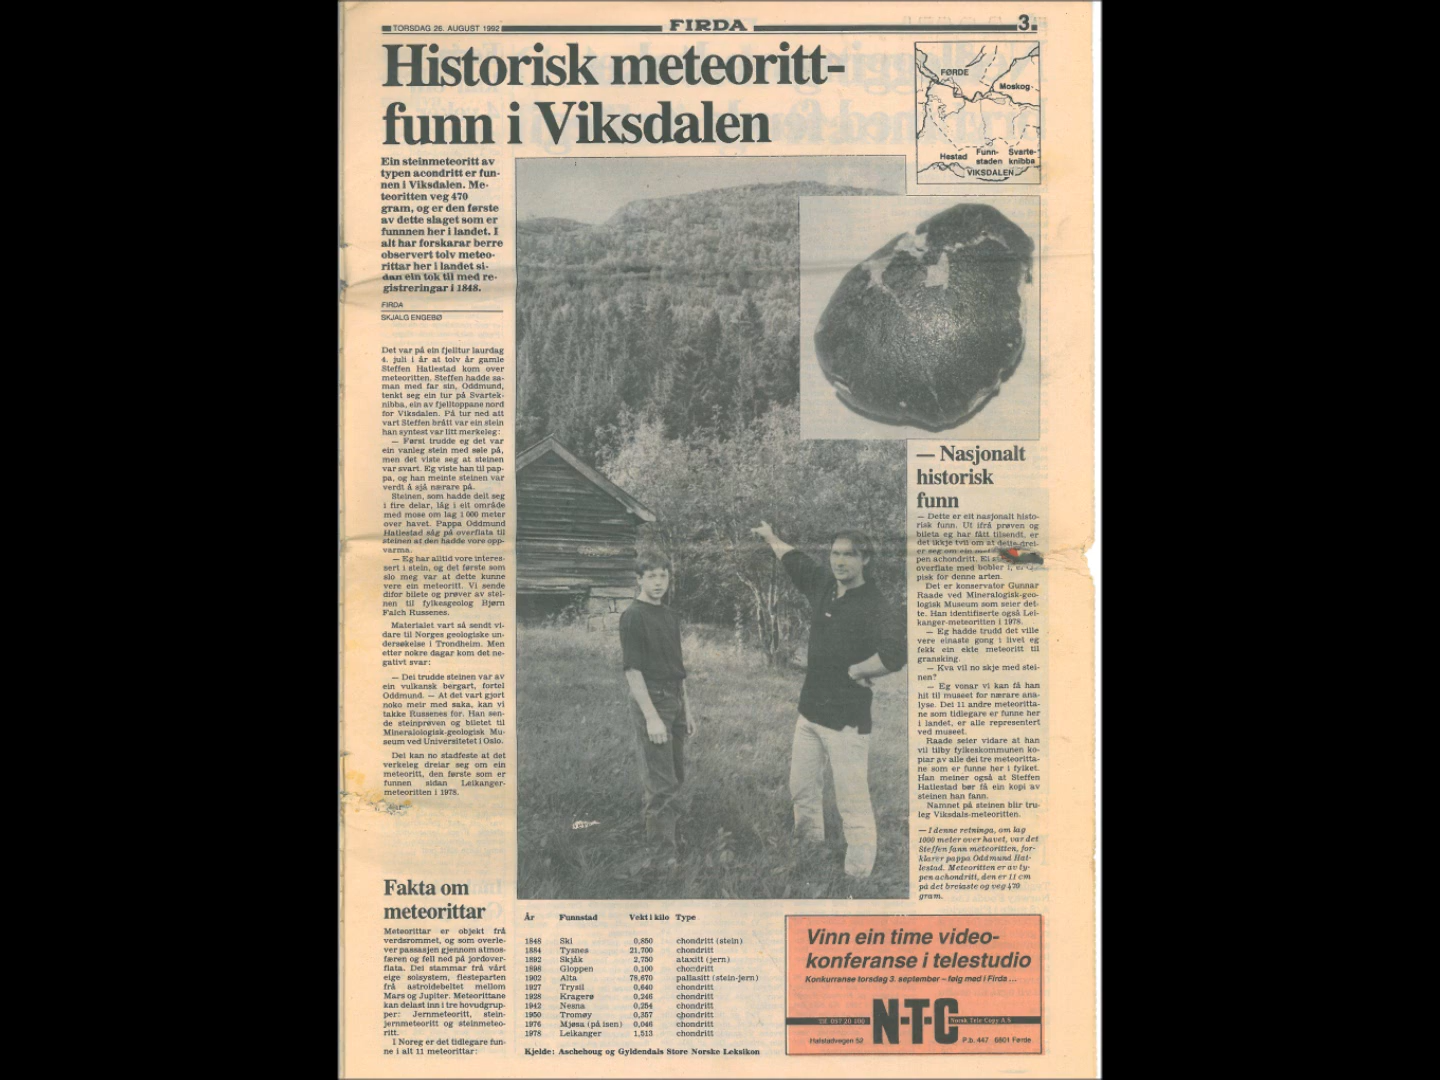 TORSDAG 26. AUGUST 1992
FIRDA
3.
Historisk meteoritt-
funn i Viksdalen
Ein steinmeteoritt av
typen acondritt er fun-
nen i Viksdalen. Me-
teoritten veg 470
gram, og er den første
av dette slaget som er
funnnen her i landet. I
alt har forskarar berre
observert tolv meteo-
rittar her i landet si-
dan ein tok til med re-
gistreringar i 1848.
FIRDA
SKJALG ENGEBØ
Det var på ein fjelltur laurdag
4. juli i år at tolv år gamle
Steffen Hatlestad kom over
meteoritten. Steffen hadde sa-
man med far sin, Oddmund,
tenkt seg ein tur på Svartek-
nibba, ein av fjelltoppane nord
for Viksdalen. På tur ned att
vart Steffen brått var ein stein
han syntest var litt merkeleg:
— Først trudde eg det var
ein vanleg stein med søle på,
men det viste seg at steinen
var svart. Eg viste han til pap-
pa, og han meinte steinen var
verdt å sjå nærare på.
Steinen, som hadde delt seg
i fire delar, låg i eit område
med mose om lag 1 000 meter
over havet. Pappa Oddmund
Hatlestad såg på overflata til
steinen at den hadde vore opp-
varma.
— Eg har alltid vore interes-
sert i stein, og det første som
slo meg var at dette kunne
vere ein meteoritt. Vi sende
difor bilete og prøver av stei-
nen til fylkesgeolog Hjørn
Falch Russenes.
Materialet vart så sendt vi-
dare til Norges geologiske un-
dersøkelse i Trondheim. Men
etter nokre dagar kom det ne-
gativt svar:
— Dei trudde steinen var av
ein vulkansk bergart, fortel
Oddmund. — At det vart gjort
noko meir med saka, kan vi
takke Russenes for. Han sen-
de steinprøven og biletet til
Mineralologisk-geologisk Mu-
seum ved Universitetet i Oslo.
Dei kan no stadfeste at det
verkeleg dreiar seg om ein
meteoritt, den første som er
funnen sidan Leikanger-
meteoritten i 1978.
Fakta om
meteorittar
Meteorittar er objekt frå
verdsrommet, og som overle-
ver passasjen gjennom atmos-
færen og fell ned på jordover-
flata. Dei stammar frå vårt
eige solsystem, flesteparten
frå astroidebeltet mellom
Mars og Jupiter. Meteorittane
kan delast inn i tre hovudgrup-
per: Jernmeteoritt, stein-
jernmeteoritt og steinmeteo-
ritt.
I Noreg er det tidlegare fun-
ne i alt 11 meteorittar:
År Funnstad Vekt i kilo Type
1848 Ski 0,850 chondritt (stein)
1884 Tysnes 21,700 chondritt
1892 Skjåk 2,750 ataxitt (jern)
1898 Gloppen 0,100 chondritt
1902 Alta 78,670 pallasitt (stein-jern)
1927 Trysil 0,640 chondritt
1928 Kragerø 0,246 chondritt
1942 Nesna 0,254 chondritt
1950 Tromøy 0,357 chondritt
1976 Mjøsa (på isen) 0,046 chondritt
1978 Leikanger 1,513 chondritt
Kjelde: Aschehoug og Gyldendals Store Norske Leksikon
FØRDE
Moskog
Hestad
Funn-
staden
Svarte-
knibba
VIKSDALEN
— Nasjonalt
historisk
funn
— Dette er eit nasjonalt histo-
risk funn. Ut ifrå prøven og
bileta eg har fått tilsendt, er
det ikkje tvil om at dette drei-
er seg om ein
pen achondritt. Ei
overflate med bobler i, er
pisk for denne arten.
Det er konservator Gunnar
Raade ved Mineralogisk-geo-
logisk Museum som seier det-
te. Han identifiserte også Lei-
kanger-meteoritten i 1978.
— Eg hadde trudd det ville
vere einaste gong i livet eg
fekk ein ekte meteoritt til
gransking.
— Kva vil no skje med stei-
nen?
— Eg vonar vi kan få han
hit til museet for nærare ana-
lyse. Dei 11 andre meteoritta-
ne som tidlegare er funne her
i landet, er alle representert
ved museet.
Raade seier vidare at han
vil tilby fylkeskommunen ko-
piar av alle dei tre meteoritta-
ne som er funne her i fylket.
Han meiner også at Steffen
Hatlestad bør få ein kopi av
steinen han fann.
Namnet på steinen blir tru-
leg Viksdals-meteoritten.
— I denne retninga, om lag
1000 meter over havet, var det
Steffen fann meteoritten, for-
klarer pappa Oddmund Hat-
lestad. Meteoritten er av ty-
pen achondritt, den er 11 cm
på det breiaste og veg 470
gram.
Vinn ein time video-
konferanse i telestudio
Konkurranse torsdag 3. september – følg med i Firda ...
Tlf. 057 20 100
N-T-C
Norsk Tele Copy A/S
Hafstadvegen 52
P.b. 447 6801 Førde